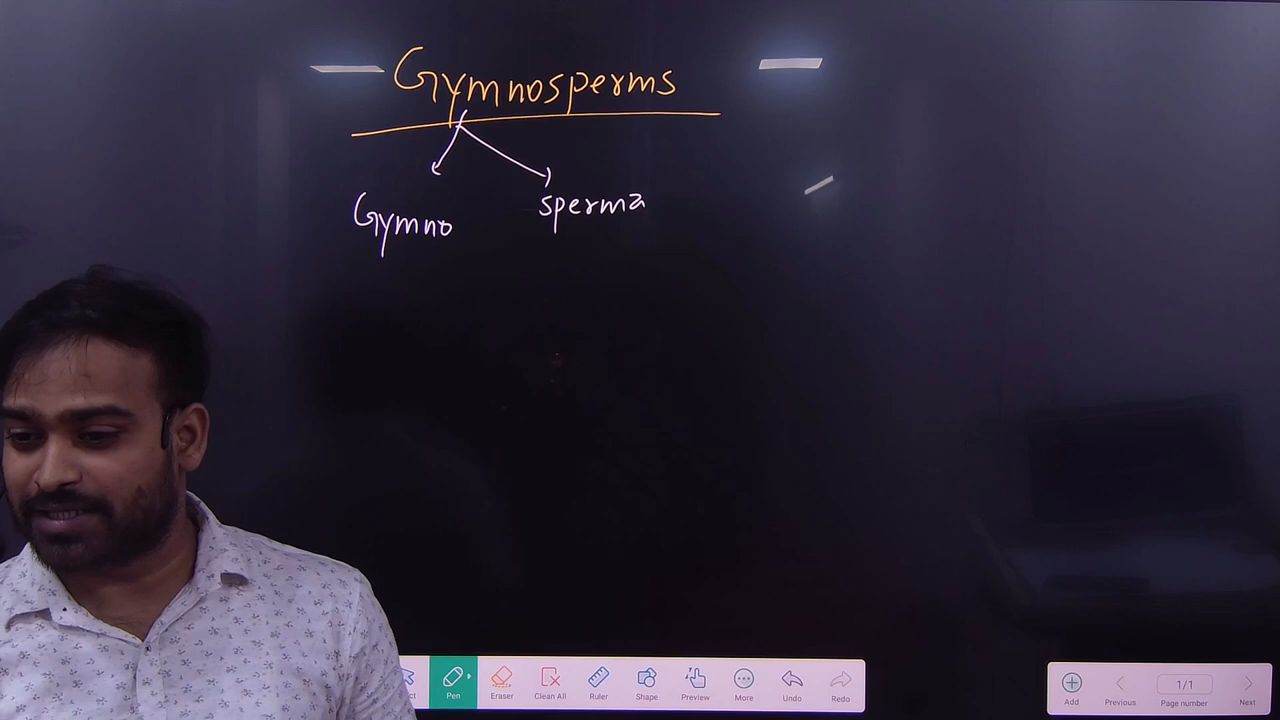 Gymnosperms
Gymno sperma
Pen Eraser Clean All Ruler Shape Preview More Undo Redo
Add Previous 1/1 Page number Next